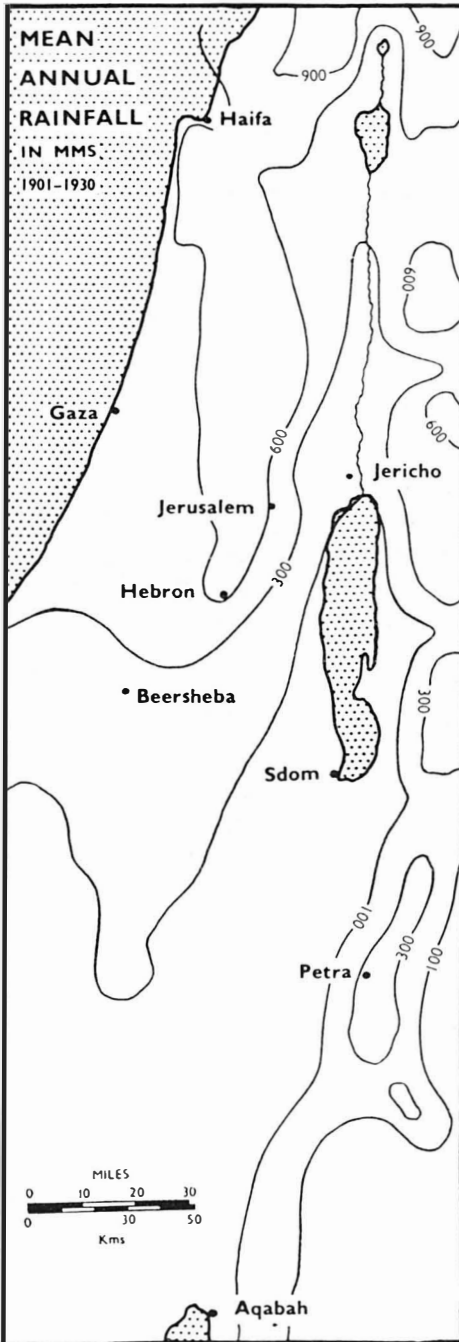 MEAN
ANNUAL
RAINFALL
IN MMS.
1901-1930
900
900
900
Haifa
600
600
Gaza
600
Jericho
Jerusalem
300
Hebron
Beersheba
300
Sdom
100
300
100
Petra
MILES
0 10 20 30
0 30 50
Kms
Aqabah